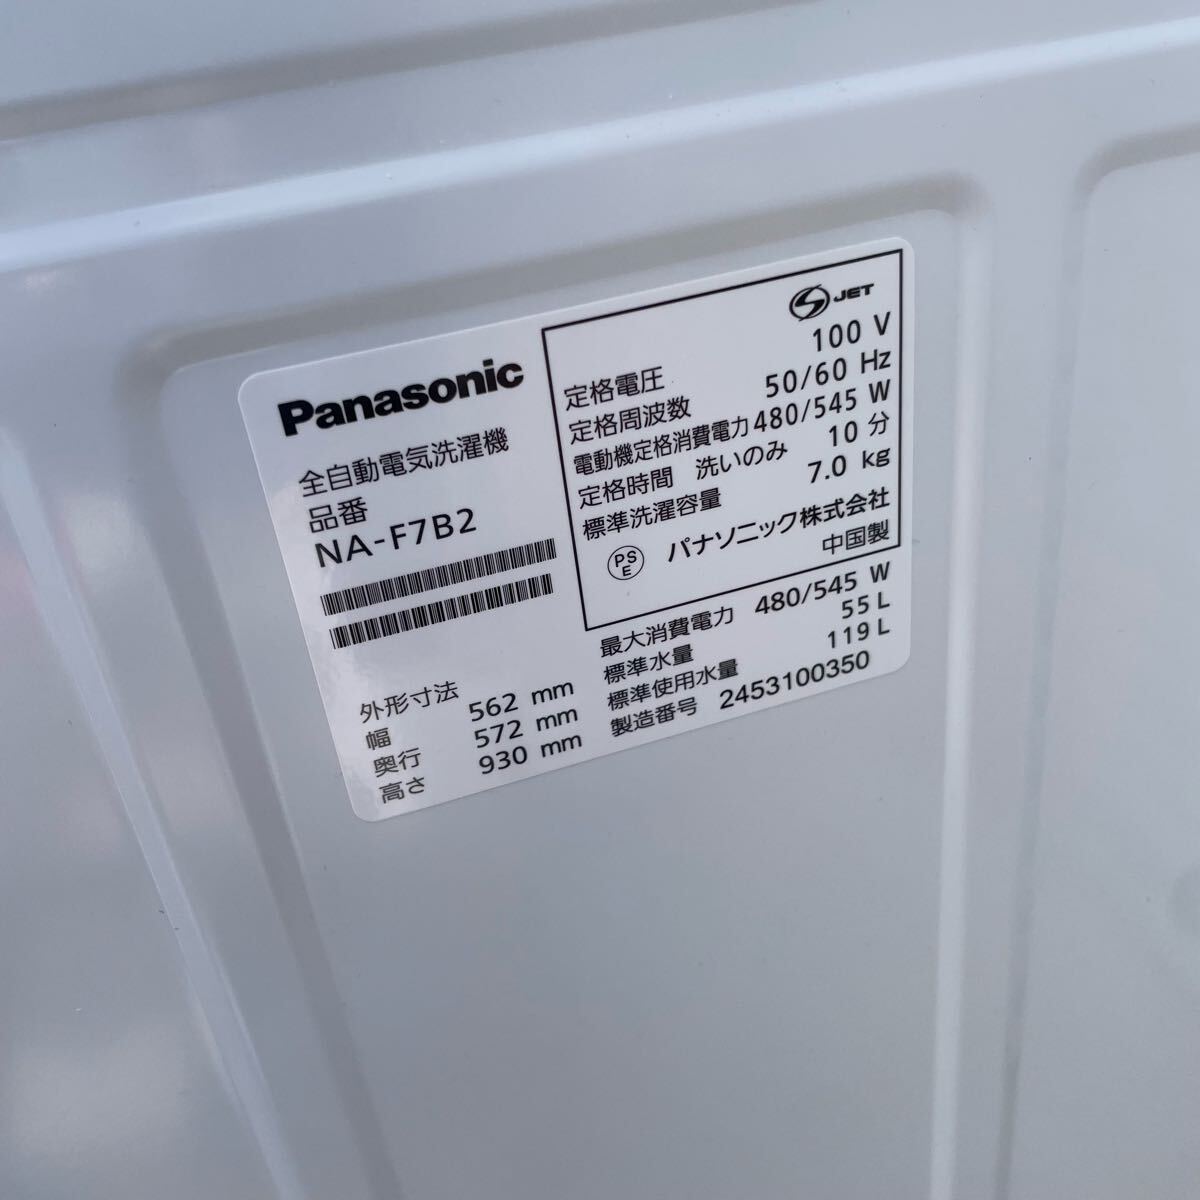 Panasonic
全自動電気洗濯機
品番
NA-F7B2
外形寸法
幅 562 mm
奥行 572 mm
高さ 930 mm
JET
定格電圧 100 V
定格周波数 50/60 Hz
電動機定格消費電力 480/545 W
定格時間 洗いのみ 10 分
標準洗濯容量 7.0 kg
PS
E パナソニック株式会社
中国製
最大消費電力 480/545 W
標準水量 55 L
標準使用水量 119 L
製造番号 2453100350